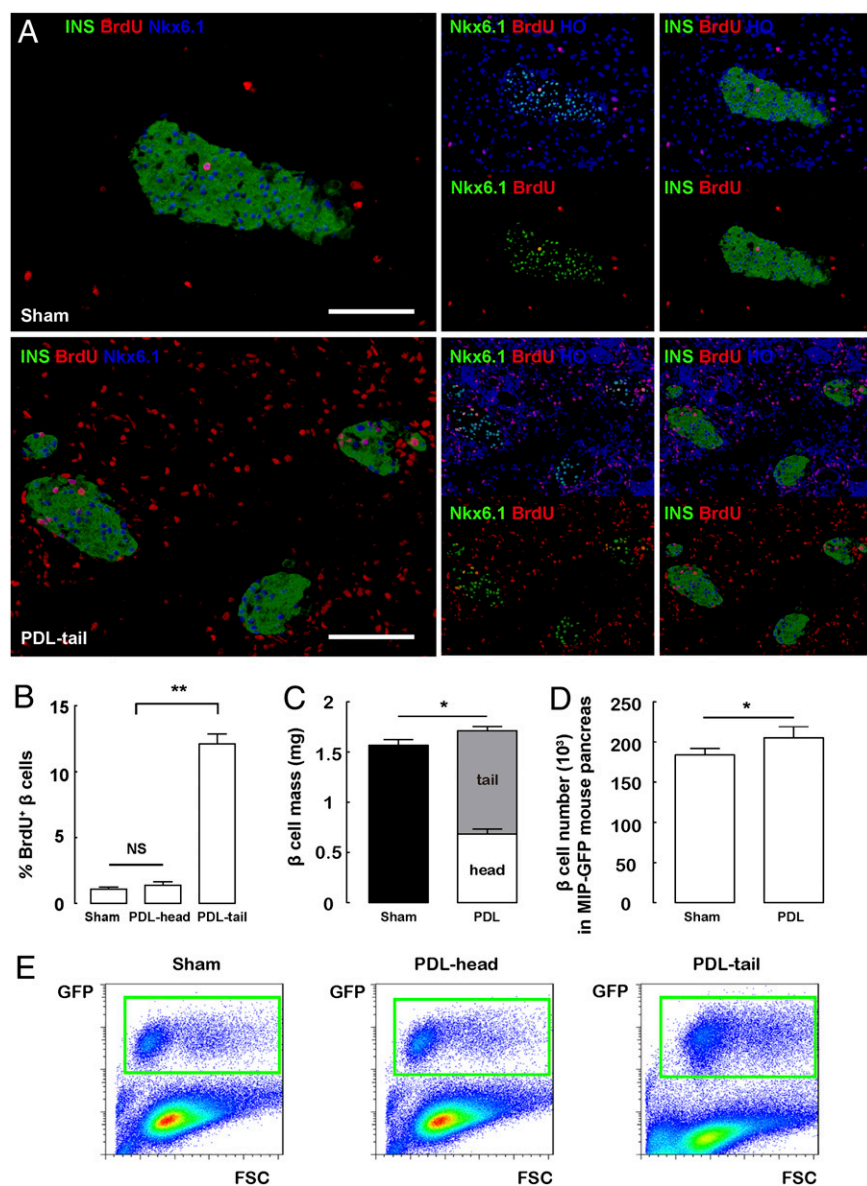 A
INS BrdU Nkx6.1
Sham
Nkx6.1 BrdU HO
INS BrdU HO
Nkx6.1 BrdU
INS BrdU
INS BrdU Nkx6.1
PDL-tail
Nkx6.1 BrdU HO
INS BrdU HO
Nkx6.1 BrdU
INS BrdU
B
% BrdU⁺ β cells
15
10
5
0
**
NS
Sham
PDL-head
PDL-tail
C
β cell mass (mg)
2
1.5
1
0.5
0
*
tail
head
Sham
PDL
D
β cell number (10³)
in MIP-GFP mouse pancreas
250
200
150
100
50
0
*
Sham
PDL
E
Sham
GFP
FSC
PDL-head
GFP
FSC
PDL-tail
GFP
FSC